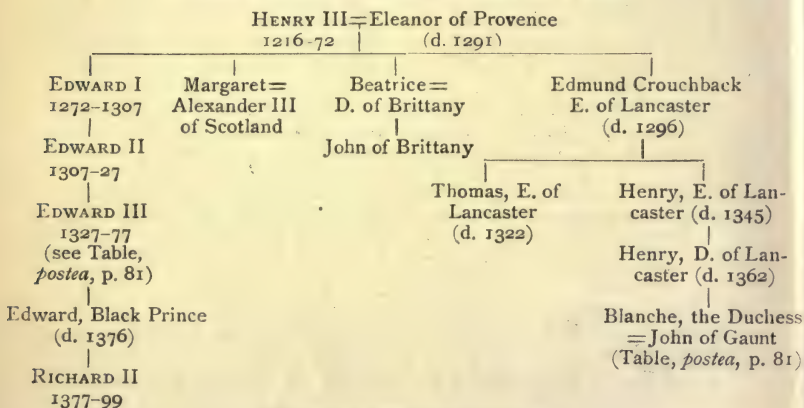 HENRY III=Eleanor of Provence
1216-72 (d. 1291)
EDWARD I
1272-1307
EDWARD II
1307-27
EDWARD III
1327-77
(see Table,
postea, p. 81)
Edward, Black Prince
(d. 1376)
RICHARD II
1377-99
Margaret=
Alexander III
of Scotland
Beatrice=
D. of Brittany
John of Brittany
Edmund Crouchback
E. of Lancaster
(d. 1296)
Thomas, E. of
Lancaster
(d. 1322)
Henry, E. of Lan-
caster (d. 1345)
Henry, D. of Lan-
caster (d. 1362)
Blanche, the Duchess
=John of Gaunt
(Table, postea, p. 81)